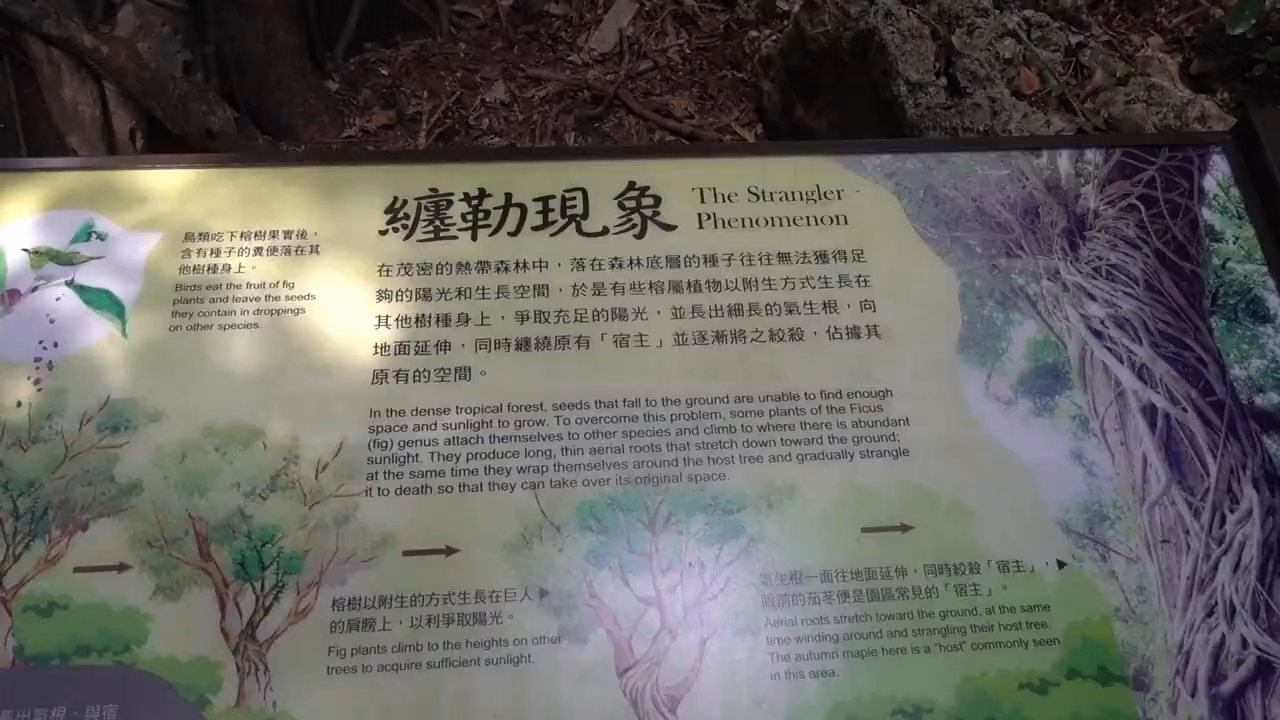 纏勒現象
The Strangler
Phenomenon
鳥類吃下榕樹果實後，
含有種子的糞便落在其
他樹種身上。
Birds eat the fruit of fig
plants and leave the seeds
they contain in droppings
on other species.
在茂密的熱帶森林中，落在森林底層的種子往往無法獲得足
夠的陽光和生長空間，於是有些榕屬植物以附生方式生長在
其他樹種身上，爭取充足的陽光，並長出細長的氣生根，向
地面延伸，同時纏繞原有「宿主」並逐漸將之絞殺，佔據其
原有的空間。
In the dense tropical forest, seeds that fall to the ground are unable to find enough
space and sunlight to grow. To overcome this problem, some plants of the Ficus
(fig) genus attach themselves to other species and climb to where there is abundant
sunlight. They produce long, thin aerial roots that stretch down toward the ground;
at the same time they wrap themselves around the host tree and gradually strangle
it to death so that they can take over its original space.
榕樹以附生的方式生長在巨人
的肩膀上，以利爭取陽光。
Fig plants climb to the heights on other
trees to acquire sufficient sunlight.
氣生根一面往地面延伸，同時絞殺「宿主」，
眼前的茄苳便是園區常見的「宿主」。
Aerial roots stretch toward the ground, at the same
time winding around and strangling their host tree.
The autumn maple here is a "host" commonly seen
in this area.
長出氣根，與宿